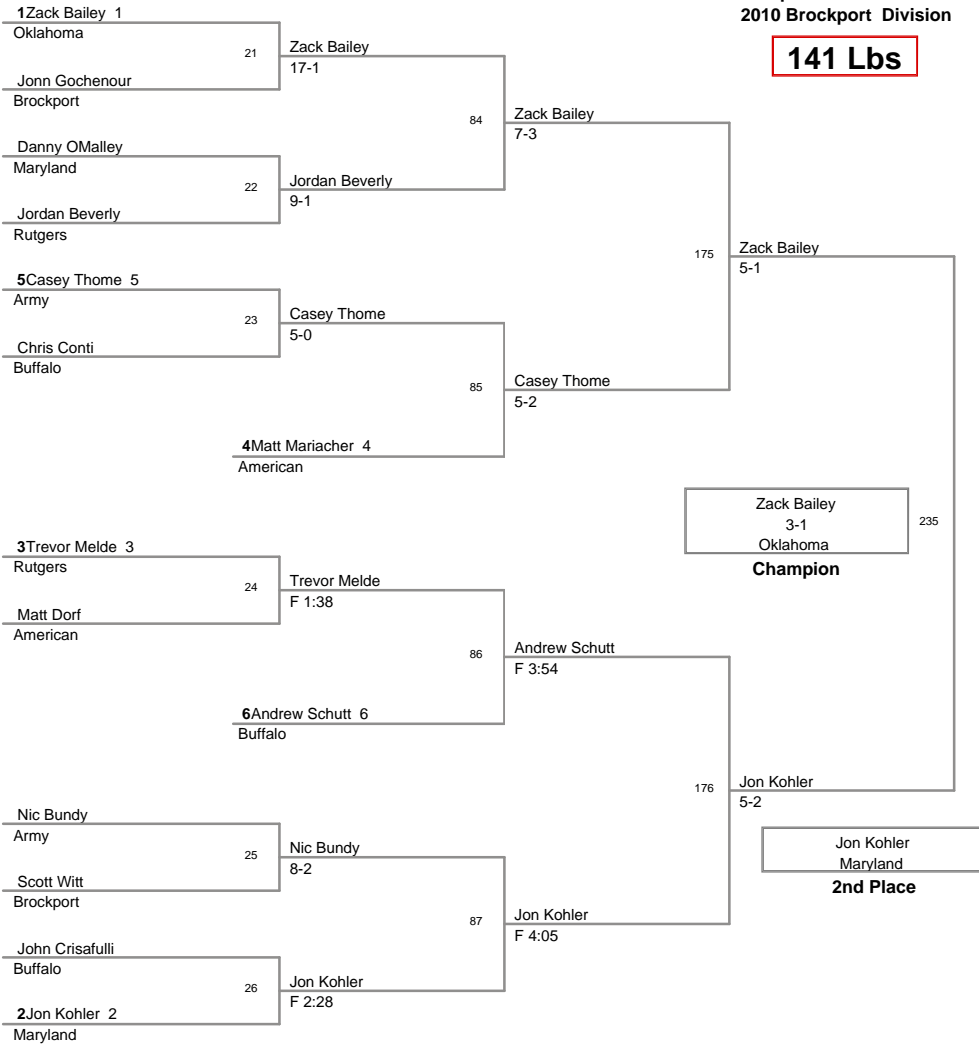 2010 Brockport Division
141 Lbs
1Zack Bailey 1
Oklahoma
21
Zack Bailey
17-1
Jonn Gochenour
Brockport
84
Zack Bailey
7-3
Danny OMalley
Maryland
22
Jordan Beverly
9-1
Jordan Beverly
Rutgers
175
Zack Bailey
5-1
5Casey Thome 5
Army
23
Casey Thome
5-0
Chris Conti
Buffalo
85
Casey Thome
5-2
4Matt Mariacher 4
American
Zack Bailey
3-1
Oklahoma
235
Champion
3Trevor Melde 3
Rutgers
24
Trevor Melde
F 1:38
Matt Dorf
American
86
Andrew Schutt
F 3:54
6Andrew Schutt 6
Buffalo
176
Jon Kohler
5-2
Nic Bundy
Army
25
Nic Bundy
8-2
Jon Kohler
Maryland
2nd Place
Scott Witt
Brockport
87
Jon Kohler
F 4:05
John Crisafulli
Buffalo
26
Jon Kohler
F 2:28
2Jon Kohler 2
Maryland